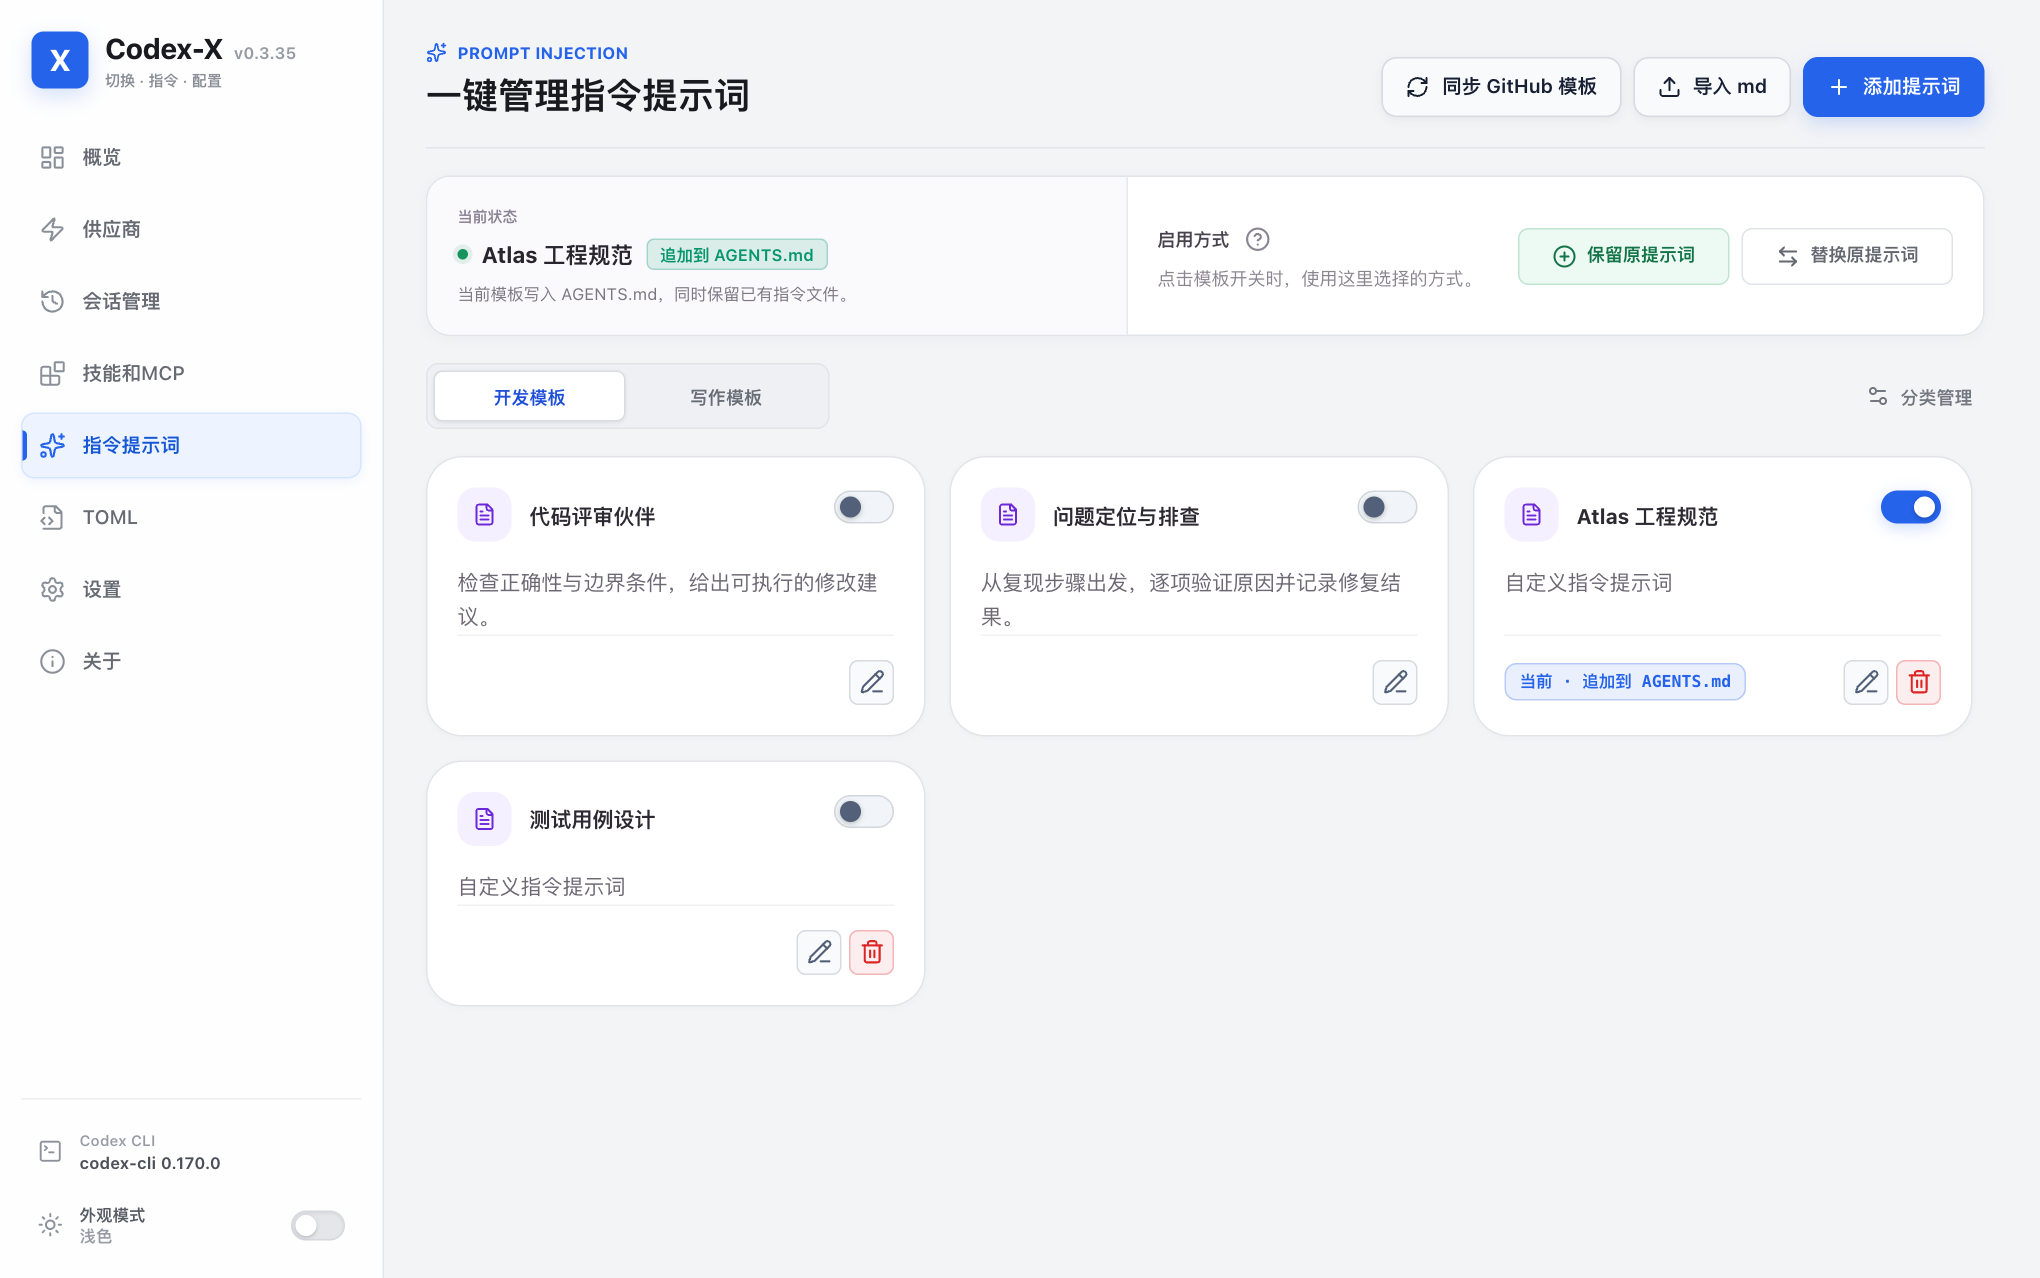 X
Codex-X v0.3.35
切换 · 指令 · 配置
概览
供应商
会话管理
技能和MCP
指令提示词
TOML
设置
关于
Codex CLI
codex-cli 0.170.0
外观模式
浅色
PROMPT INJECTION
一键管理指令提示词
同步 GitHub 模板
导入 md
添加提示词
当前状态
Atlas 工程规范 追加到 AGENTS.md
当前模板写入 AGENTS.md，同时保留已有指令文件。
启用方式
点击模板开关时，使用这里选择的方式。
保留原提示词
替换原提示词
开发模板
写作模板
分类管理
代码评审伙伴
检查正确性与边界条件，给出可执行的修改建
议。
问题定位与排查
从复现步骤出发，逐项验证原因并记录修复结
果。
Atlas 工程规范
自定义指令提示词
当前 · 追加到 AGENTS.md
测试用例设计
自定义指令提示词